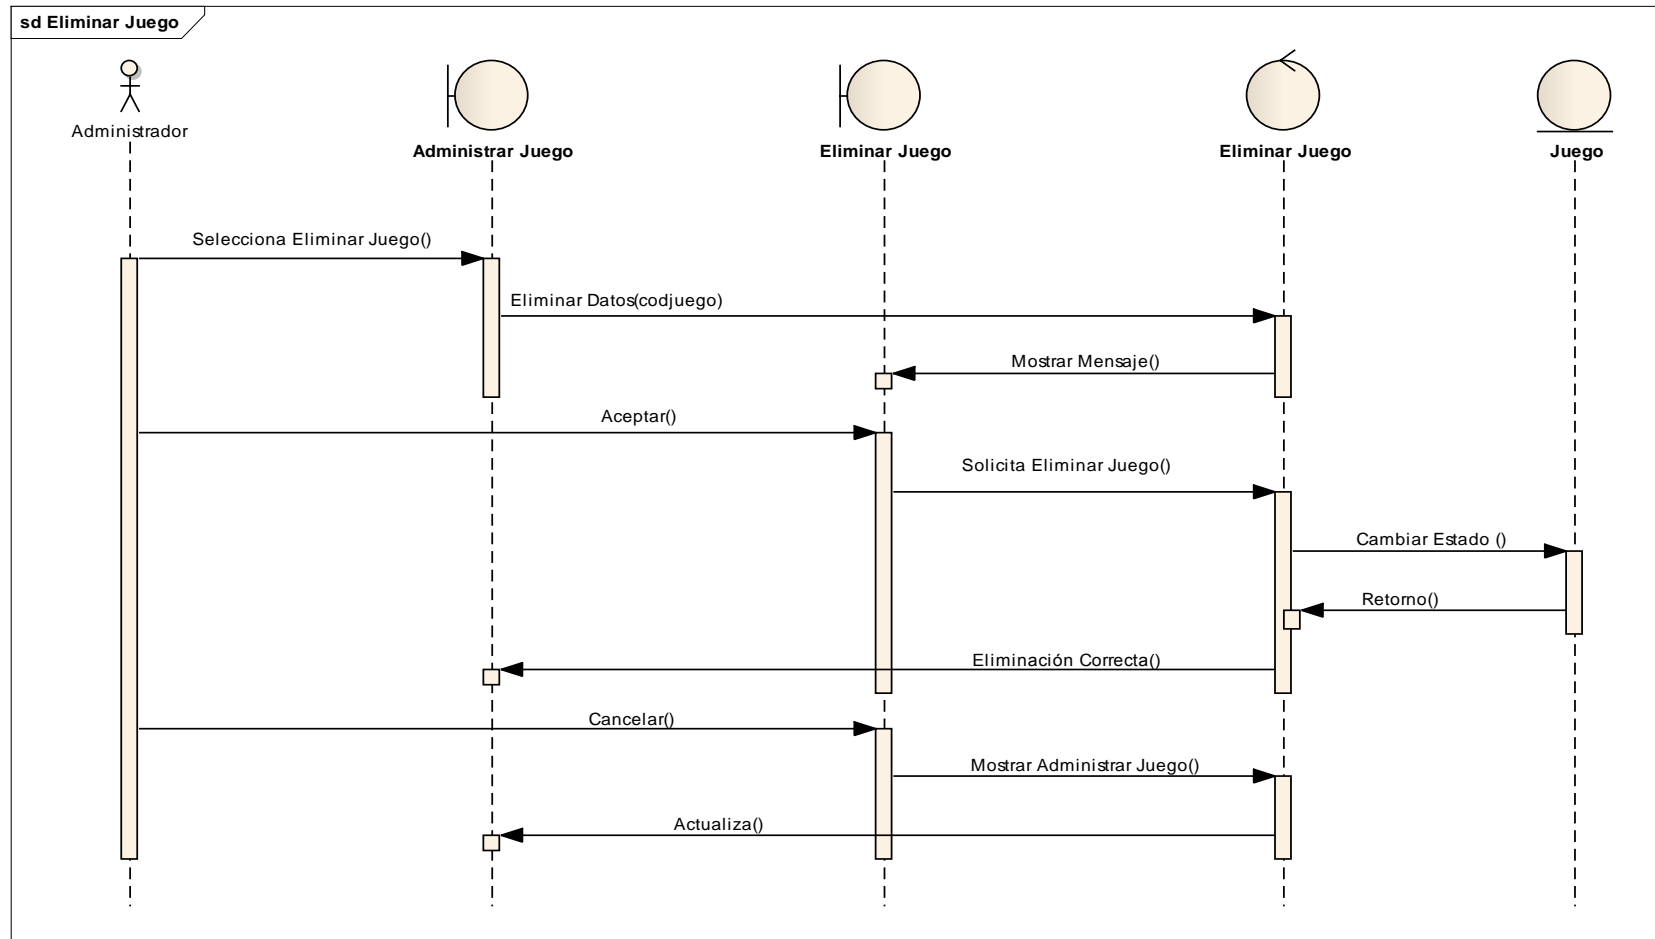 sd Eliminar Juego
Administrador
Administrar Juego
Eliminar Juego
Eliminar Juego
Juego
Selecciona Eliminar Juego()
Eliminar Datos(codjuego)
Mostrar Mensaje()
Aceptar()
Solicita Eliminar Juego()
Cambiar Estado ()
Retorno()
Eliminación Correcta()
Cancelar()
Mostrar Administrar Juego()
Actualiza()